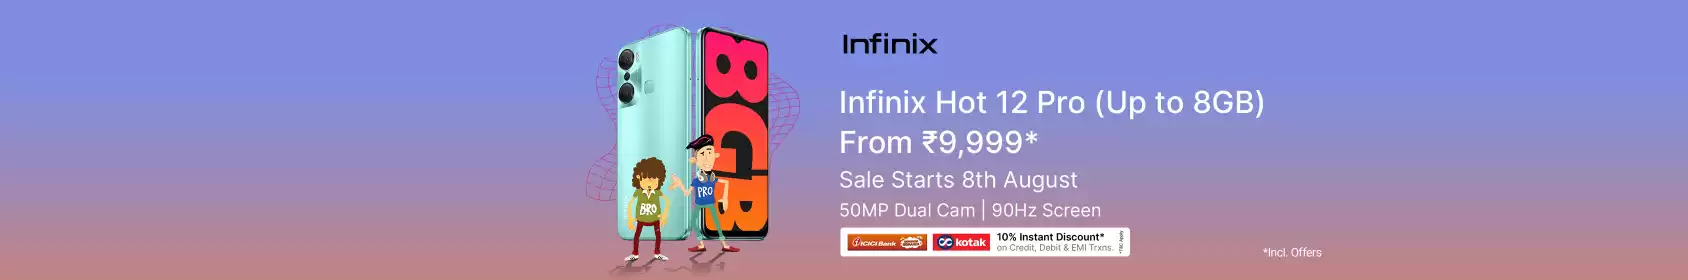 Infinix
Infinix Hot 12 Pro (Up to 8GB)
From ₹9,999*
Sale Starts 8th August
50MP Dual Cam | 90Hz Screen
ICICI Bank
kotak
10% Instant Discount*
on Credit, Debit & EMI Trxns.
*T&C Apply
*Incl. Offers
8GB
BRO
PRO